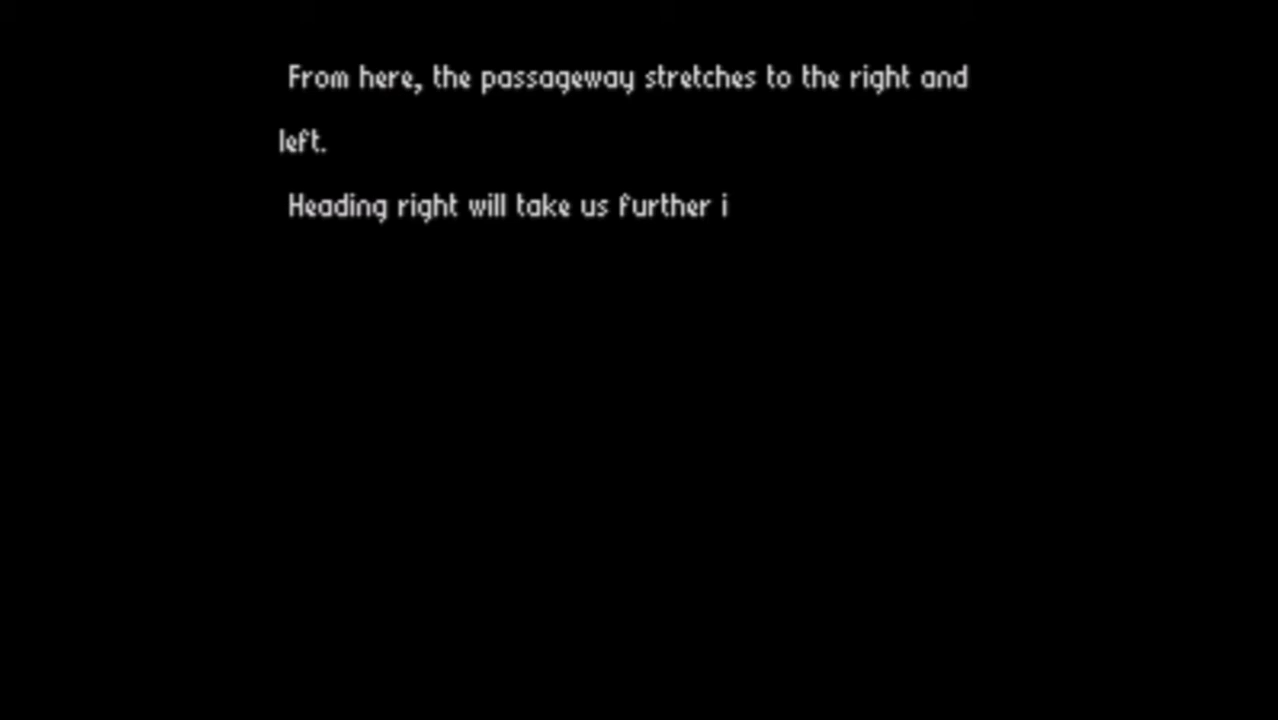 From here, the passageway stretches to the right and
left.
Heading right will take us further i